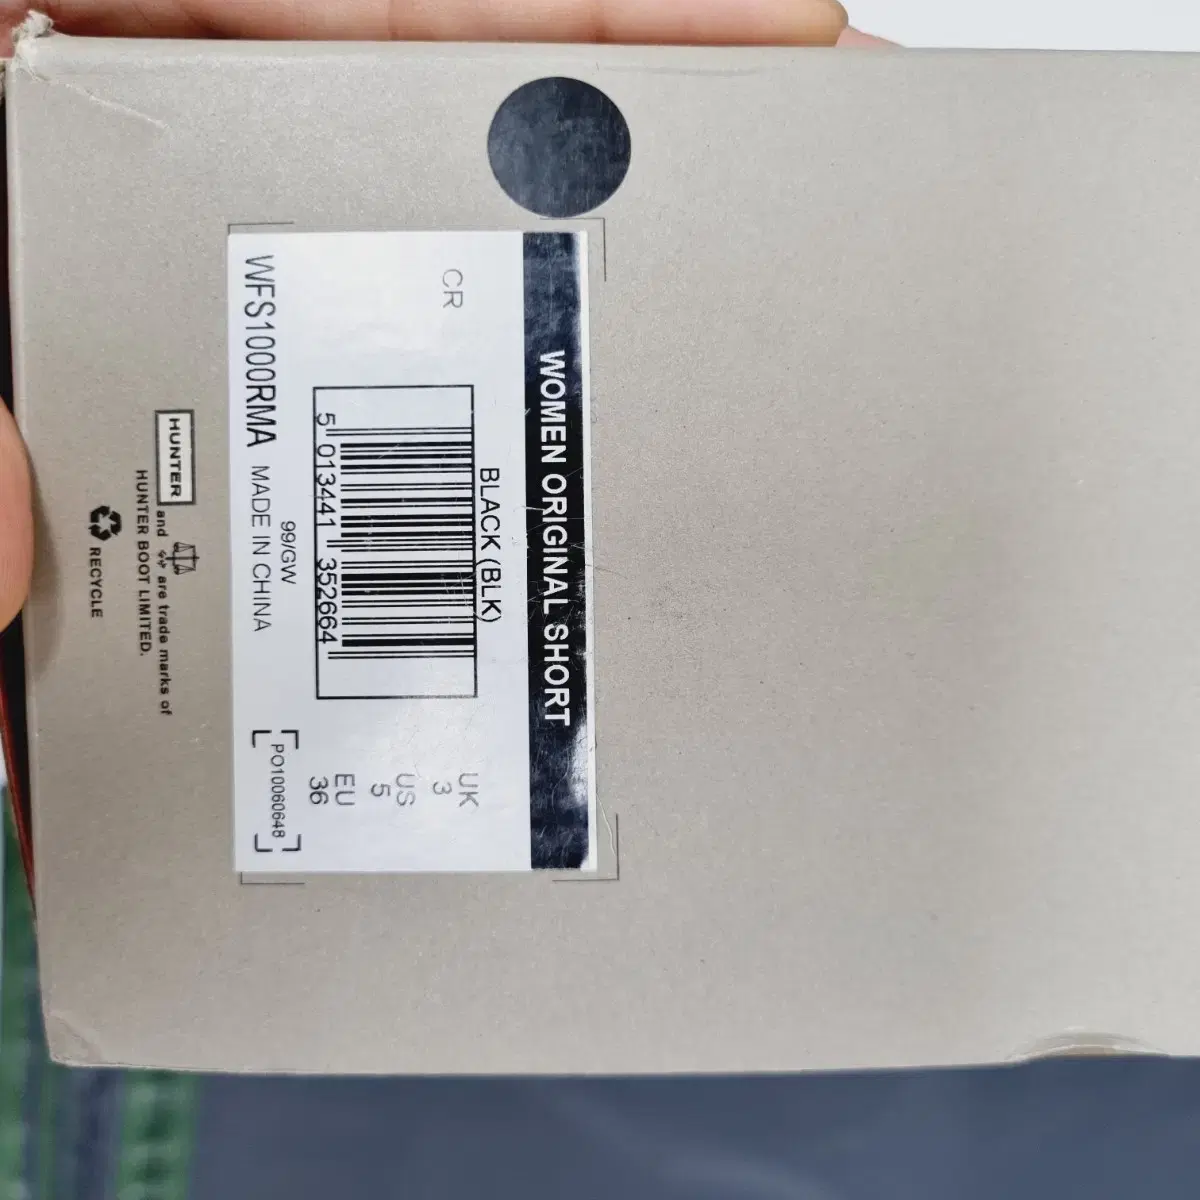 WOMEN ORIGINAL SHORT
CR
BLACK (BLK)
5 013441 352664
UK
3
US
5
EU
36
99/GW
WFS1000RMA MADE IN CHINA
PO10060648
HUNTER and are trade marks of
HUNTER BOOT LIMITED.
RECYCLE